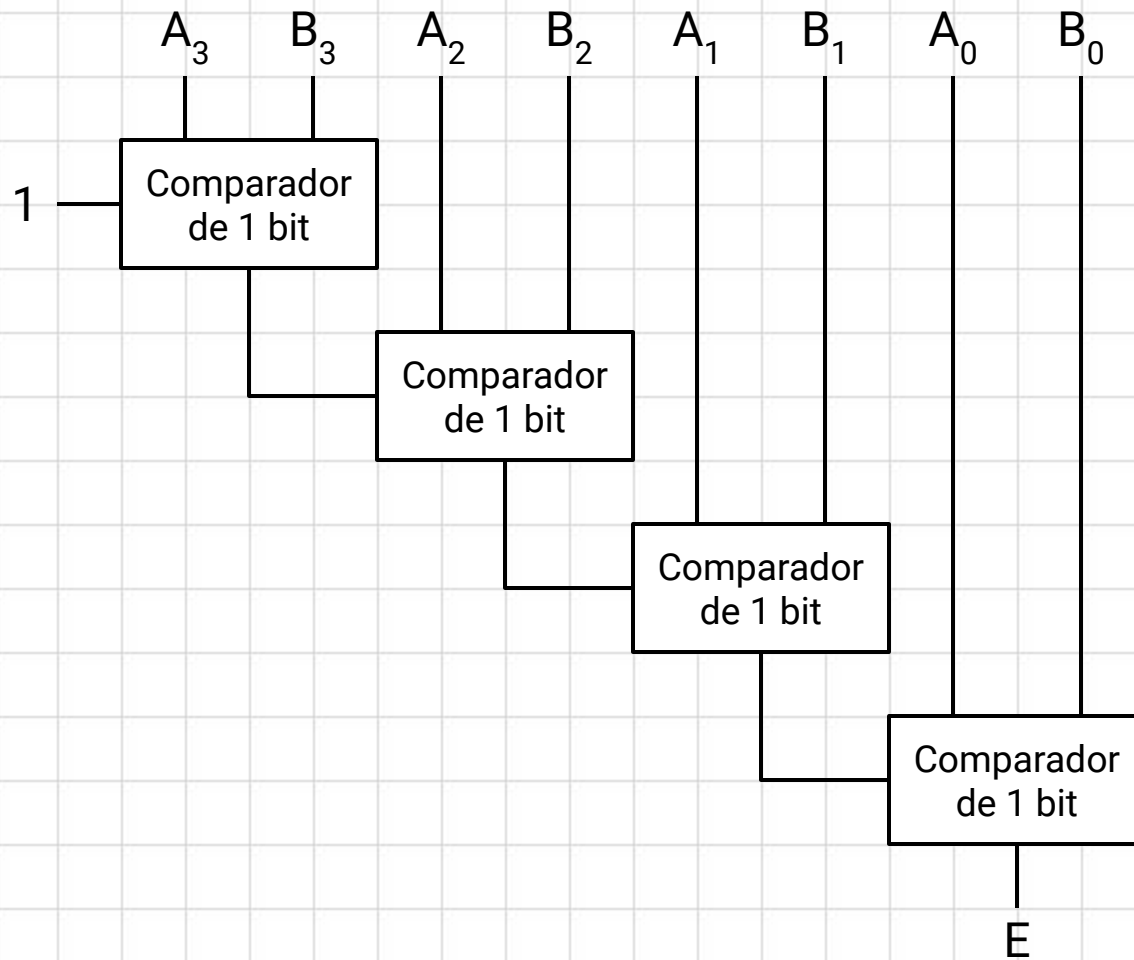 A₃ B₃ A₂ B₂ A₁ B₁ A₀ B₀
1
Comparador
de 1 bit
Comparador
de 1 bit
Comparador
de 1 bit
Comparador
de 1 bit
E